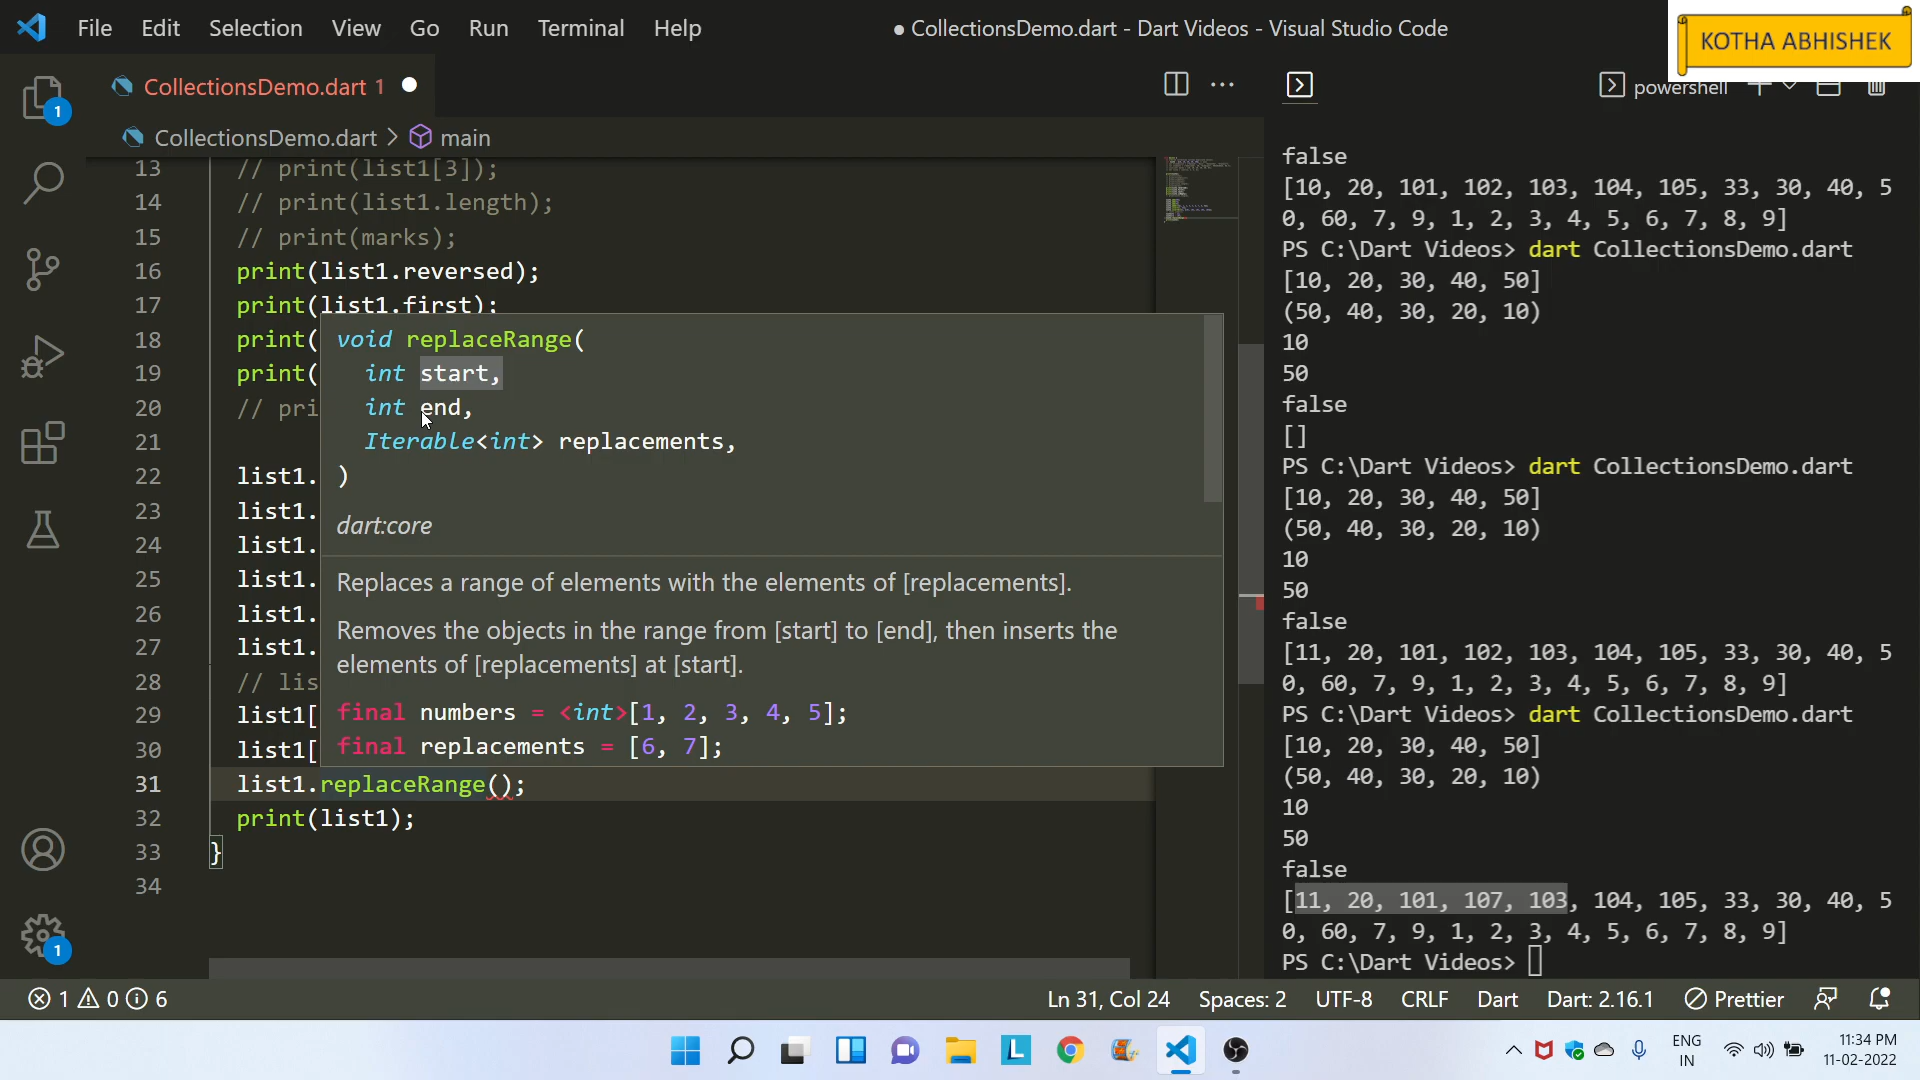 File Edit Selection View Go Run Terminal Help
● CollectionsDemo.dart - Dart Videos - Visual Studio Code
KOTHA ABHISHEK
CollectionsDemo.dart 1
powershell
CollectionsDemo.dart > main
13 // print(list1[3]);
14 // print(list1.length);
15 // print(marks);
16 print(list1.reversed);
17 print(list1.first);
18 print(
19 print(
20 // pri
21
22 list1.
23 list1.
24 list1.
25 list1.
26 list1.
27 list1.
28 // lis
29 list1[
30 list1[
31 list1.replaceRange();
32 print(list1);
33 }
34
void replaceRange(
int start,
int end,
Iterable<int> replacements,
)
dart:core
Replaces a range of elements with the elements of [replacements].
Removes the objects in the range from [start] to [end], then inserts the
elements of [replacements] at [start].
final numbers = <int>[1, 2, 3, 4, 5];
final replacements = [6, 7];
false
[10, 20, 101, 102, 103, 104, 105, 33, 30, 40, 5
0, 60, 7, 9, 1, 2, 3, 4, 5, 6, 7, 8, 9]
PS C:\Dart Videos> dart CollectionsDemo.dart
[10, 20, 30, 40, 50]
(50, 40, 30, 20, 10)
10
50
false
[]
PS C:\Dart Videos> dart CollectionsDemo.dart
[10, 20, 30, 40, 50]
(50, 40, 30, 20, 10)
10
50
false
[11, 20, 101, 102, 103, 104, 105, 33, 30, 40, 5
0, 60, 7, 9, 1, 2, 3, 4, 5, 6, 7, 8, 9]
PS C:\Dart Videos> dart CollectionsDemo.dart
[10, 20, 30, 40, 50]
(50, 40, 30, 20, 10)
10
50
false
[11, 20, 101, 107, 103, 104, 105, 33, 30, 40, 5
0, 60, 7, 9, 1, 2, 3, 4, 5, 6, 7, 8, 9]
PS C:\Dart Videos>
1
1
1 0 6
Ln 31, Col 24 Spaces: 2 UTF-8 CRLF Dart Dart: 2.16.1 Prettier
L
ENG
IN
11:34 PM
11-02-2022